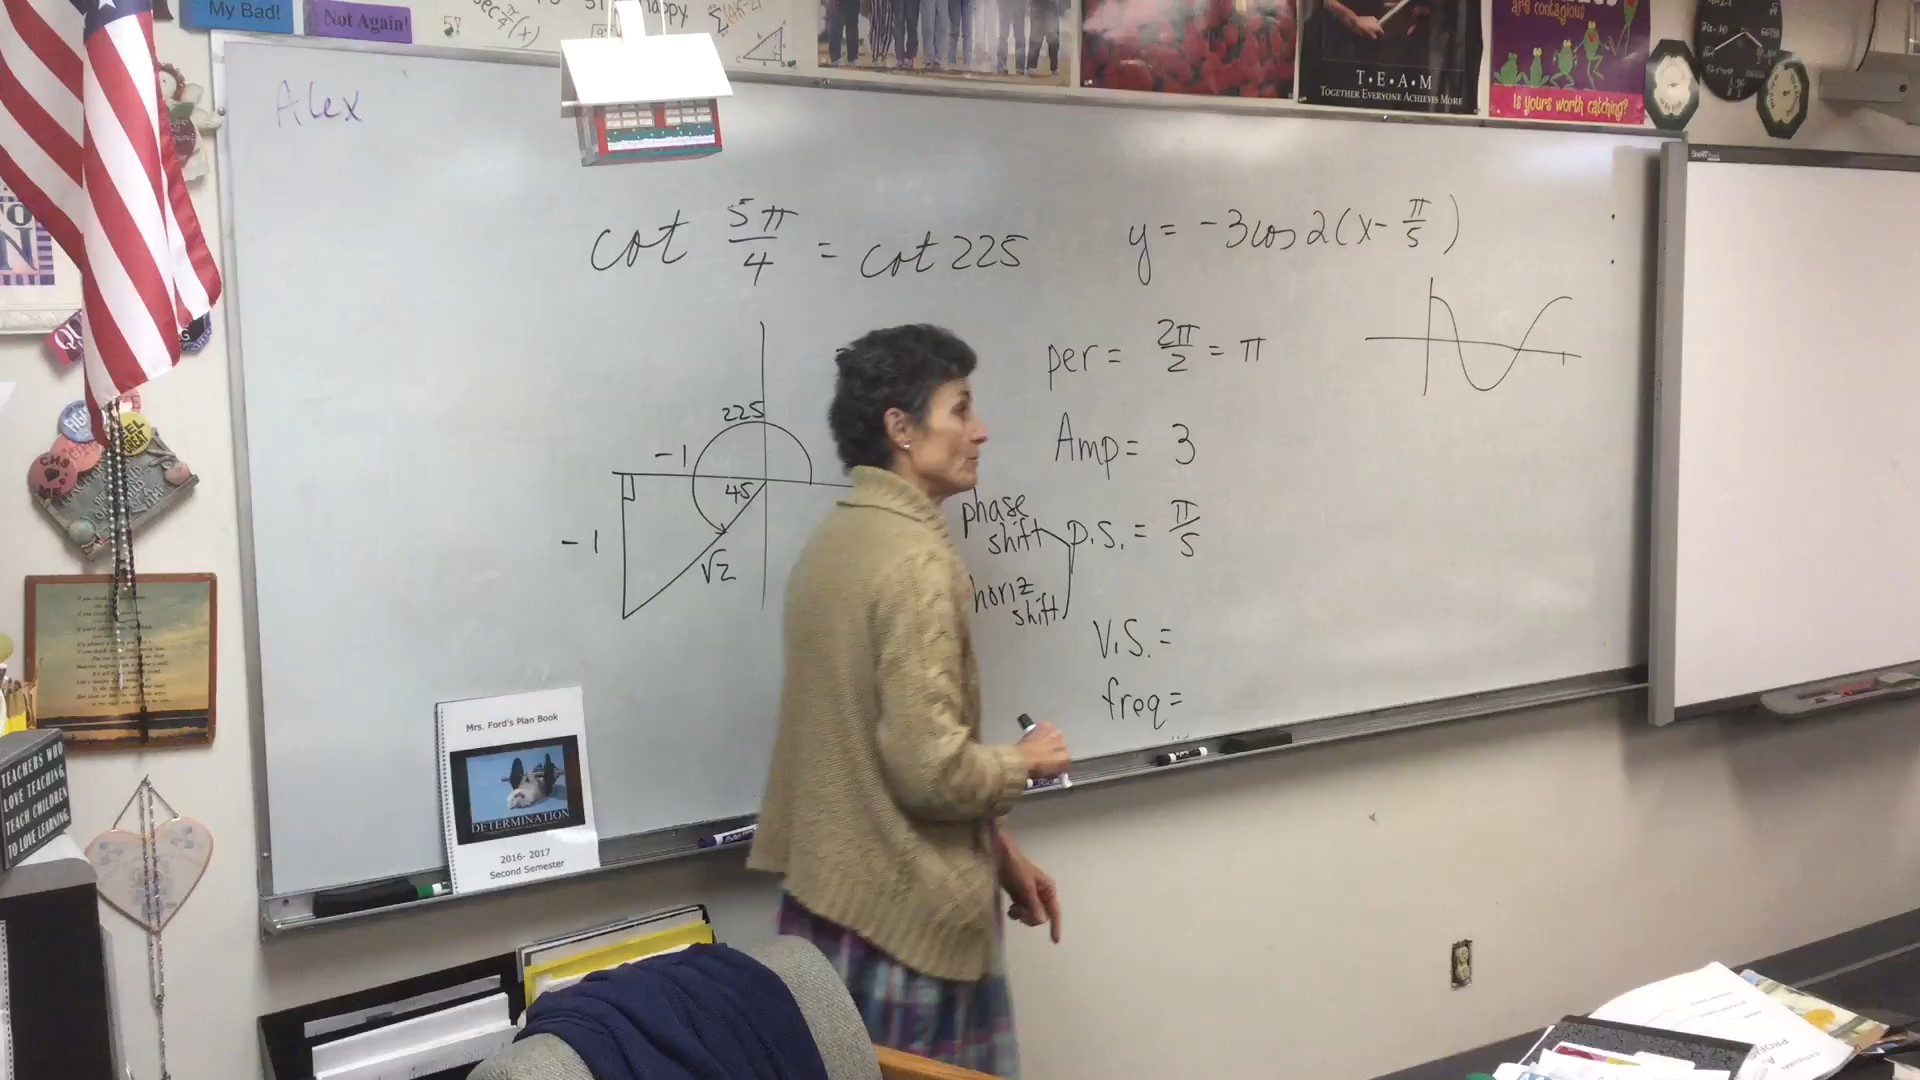 My Bad!
Not Again!
happy
are contagious
T•E•A•M
TOGETHER EVERYONE ACHIEVES MORE
Is yours worth catching?
Alex
cot 5π/4 = cot 225
225
-1
45
-1
√2
y = -3cos 2(x - π/5)
per = 2π/2 = π
Amp = 3
phase shift
P.S. = π/5
horiz shift
V.S. =
freq =
Mrs. Ford's Plan Book
DETERMINATION
2016- 2017
Second Semester
CHS
TEACHERS WHO
LOVE TEACHING,
TEACH CHILDREN
TO LOVE LEARNING.